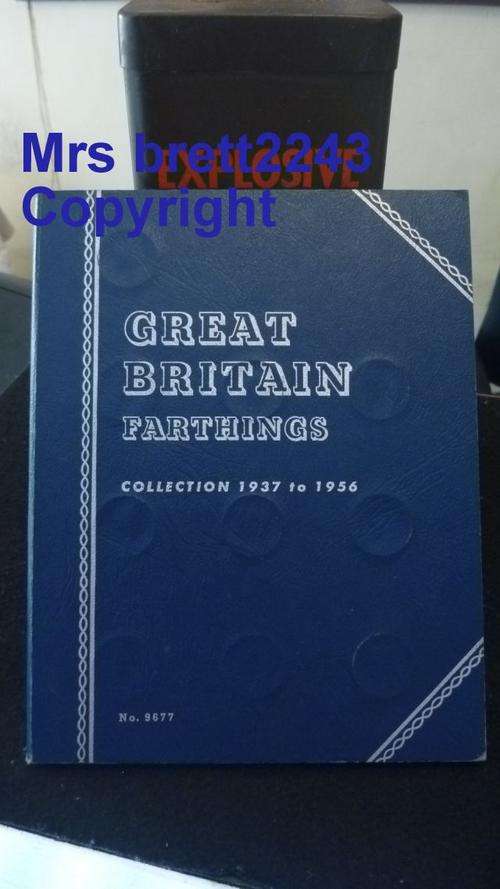 Mrs brett2243
EXPLOSIVE
Copyright
GREAT
BRITAIN
FARTHINGS
COLLECTION 1937 to 1956
No. 9677